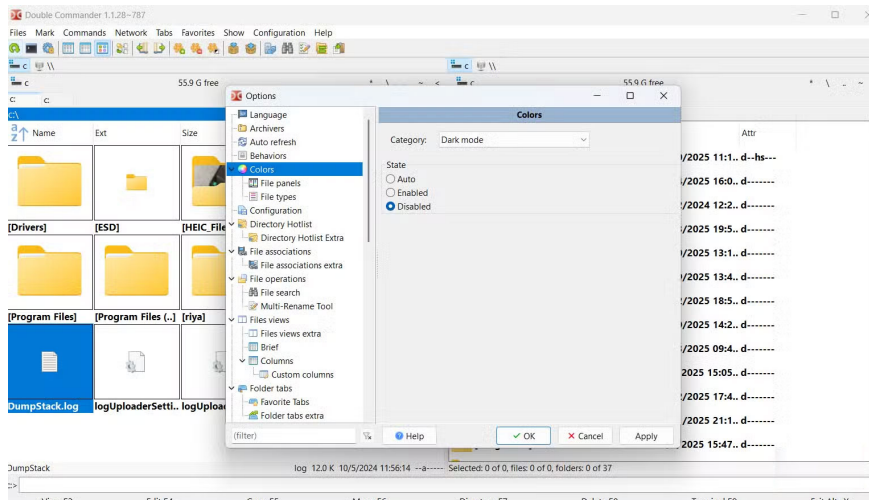 Double Commander 1.1.28~787
Files Mark Commands Network Tabs Favorites Show Configuration Help
c \\
c \\
c 55.9 G free * \ .. ~ <
c 55.9 G free * \ .. ~
c: c:
c:\
Name Ext Size
Attr
[Drivers] [ESD] [HEIC_File
[Program Files] [Program Files (..] [riya]
DumpStack.log logUploaderSetti.. logUploa
/2025 11:1.. d--hs---
/2025 16:0.. d-------
/2024 12:2.. d-------
/2025 19:5.. d-------
/2025 13:1.. d-------
/2025 13:4.. d-------
/2025 18:5.. d-------
/2025 14:2.. d-------
/2025 09:4.. d-------
2025 15:05.. d-------
/2025 17:4.. d-------
/2025 21:1.. d-------
2025 15:47.. d-------
Options
Language
Archivers
Auto refresh
Behaviors
Colors
File panels
File types
Configuration
Directory Hotlist
Directory Hotlist Extra
File associations
File associations extra
File operations
File search
Multi-Rename Tool
Files views
Files views extra
Brief
Columns
Custom columns
Folder tabs
Favorite Tabs
Folder tabs extra
(filter)
Colors
Category: Dark mode
State
Auto
Enabled
Disabled
Help OK Cancel Apply
DumpStack log 12.0 K 10/5/2024 11:56:14 --a-----
Selected: 0 of 0, files: 0 of 0, folders: 0 of 37
c:>